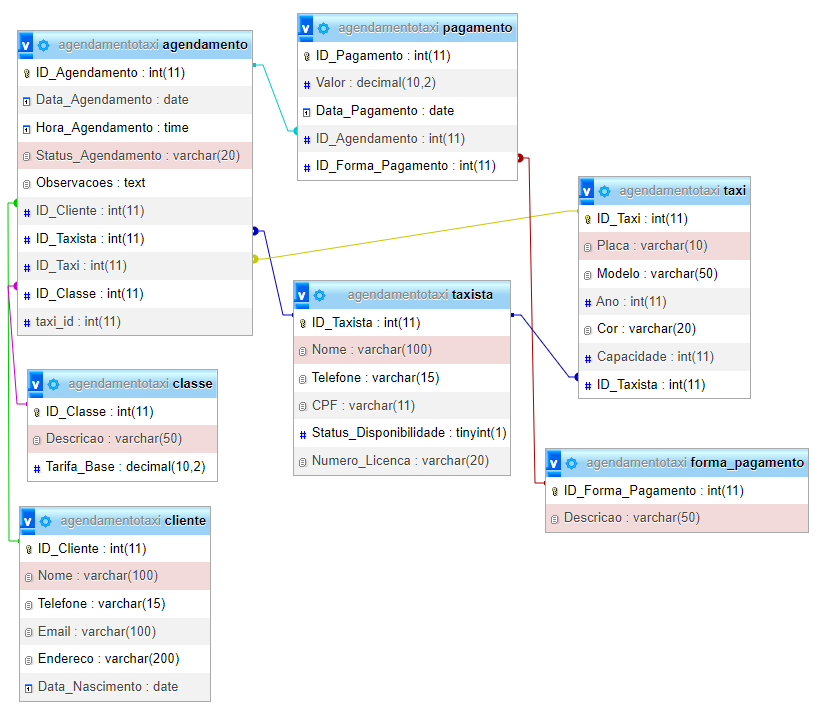 agendamentotaxi agendamento
ID_Agendamento : int(11)
Data_Agendamento : date
Hora_Agendamento : time
Status_Agendamento : varchar(20)
Observacoes : text
ID_Cliente : int(11)
ID_Taxista : int(11)
ID_Taxi : int(11)
ID_Classe : int(11)
taxi_id : int(11)
agendamentotaxi pagamento
ID_Pagamento : int(11)
Valor : decimal(10,2)
Data_Pagamento : date
ID_Agendamento : int(11)
ID_Forma_Pagamento : int(11)
agendamentotaxi taxi
ID_Taxi : int(11)
Placa : varchar(10)
Modelo : varchar(50)
Ano : int(11)
Cor : varchar(20)
Capacidade : int(11)
ID_Taxista : int(11)
agendamentotaxi taxista
ID_Taxista : int(11)
Nome : varchar(100)
Telefone : varchar(15)
CPF : varchar(11)
Status_Disponibilidade : tinyint(1)
Numero_Licenca : varchar(20)
agendamentotaxi classe
ID_Classe : int(11)
Descricao : varchar(50)
Tarifa_Base : decimal(10,2)
agendamentotaxi forma_pagamento
ID_Forma_Pagamento : int(11)
Descricao : varchar(50)
agendamentotaxi cliente
ID_Cliente : int(11)
Nome : varchar(100)
Telefone : varchar(15)
Email : varchar(100)
Endereco : varchar(200)
Data_Nascimento : date